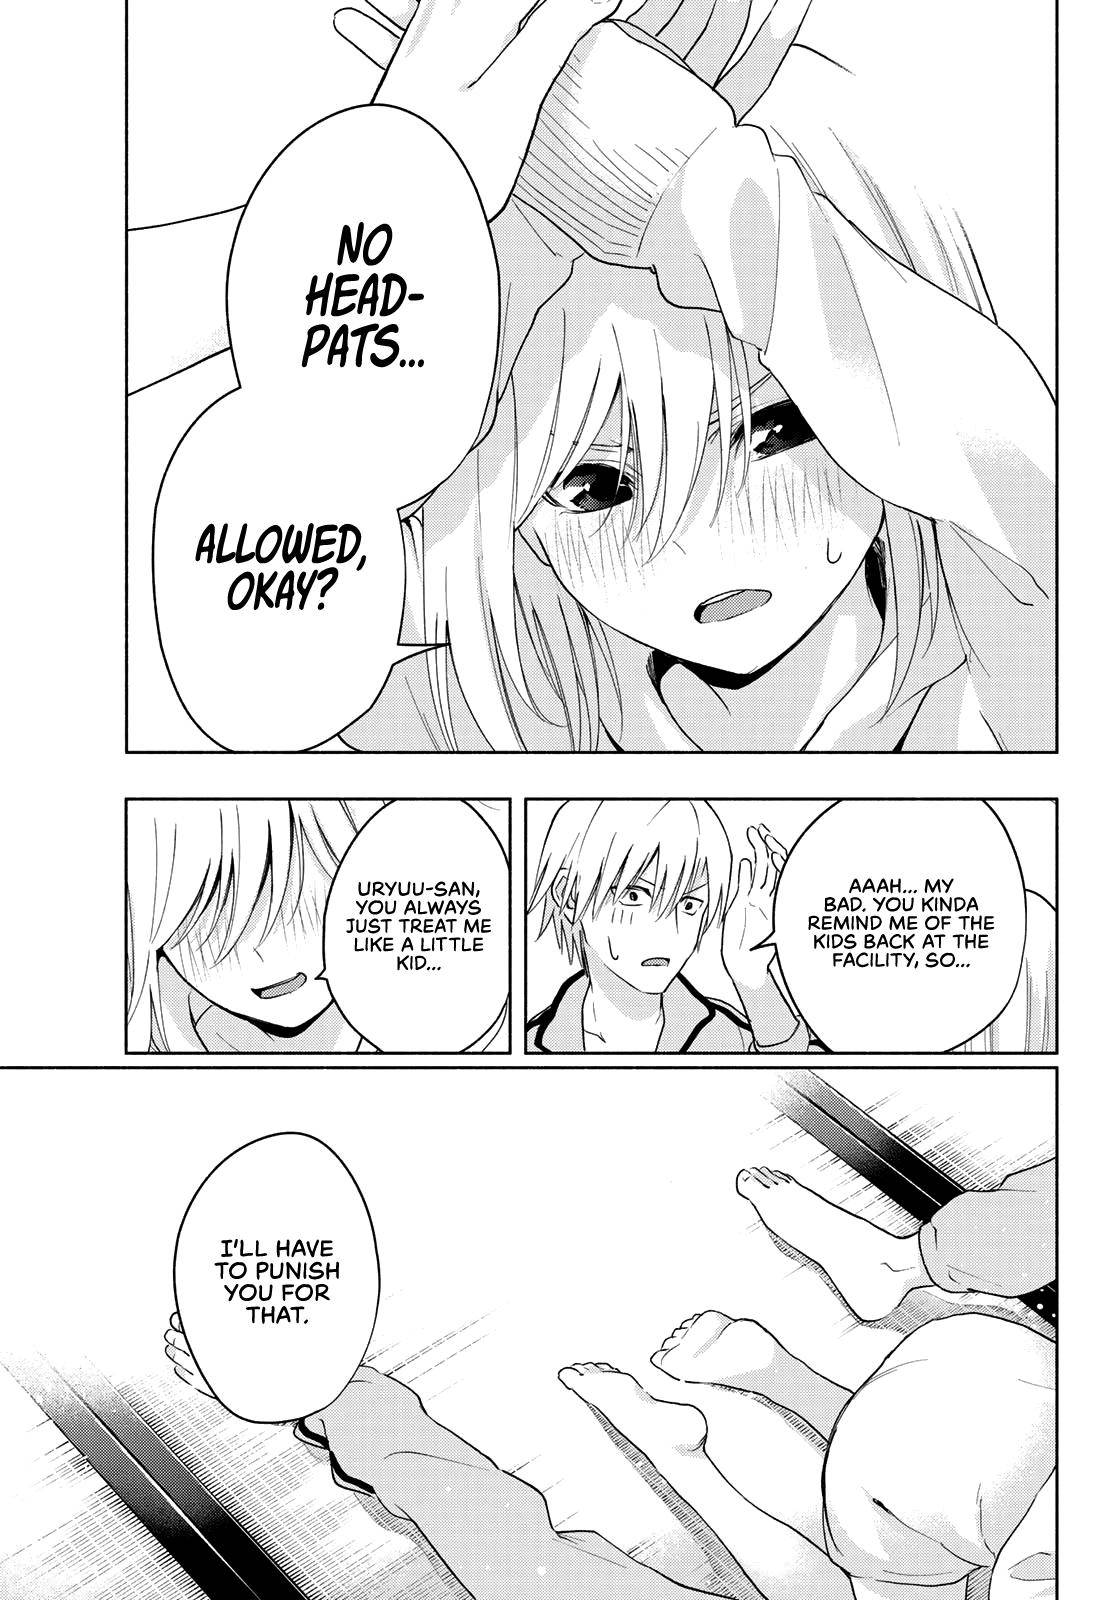 NO
HEAD-
PATS...
ALLOWED,
OKAY?
AAAH... MY
BAD. YOU KINDA
REMIND ME OF THE
KIDS BACK AT THE
FACILITY, SO...
URYUU-SAN,
YOU ALWAYS
JUST TREAT ME
LIKE A LITTLE
KID...
I'LL HAVE
TO PUNISH
YOU FOR
THAT.